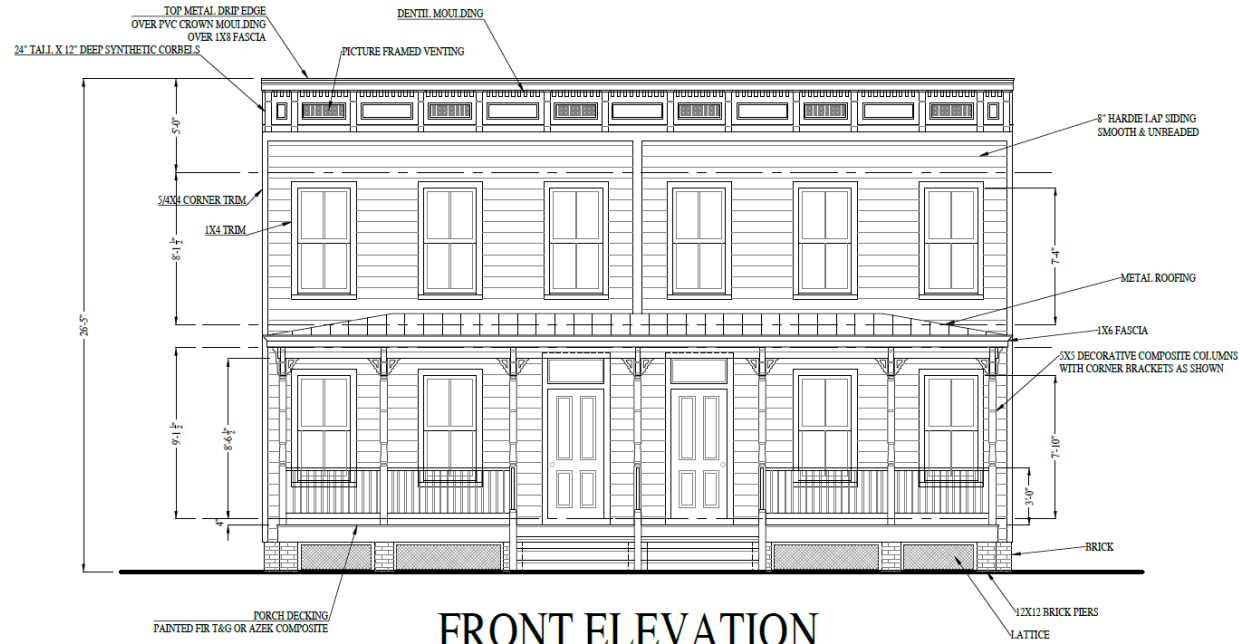 TOP METAL DRIP EDGE
OVER PVC CROWN MOULDING
OVER 1X8 FASCIA
DENTIL MOULDING
24" TALL X 12" DEEP SYNTHETIC CORBELS
PICTURE FRAMED VENTING
5'-0"
8" HARDIE LAP SIDING
SMOOTH & UNBEADED
5/4X4 CORNER TRIM
1X4 TRIM
8'-1 1/2"
7'-4"
METAL ROOFING
26'-5"
1X6 FASCIA
5X5 DECORATIVE COMPOSITE COLUMNS
WITH CORNER BRACKETS AS SHOWN
9'-1 1/2"
8'-6 1/2"
7'-10"
3'-0"
4"
BRICK
PORCH DECKING
PAINTED FIR T&G OR AZEK COMPOSITE
12X12 BRICK PIERS
LATTICE
FRONT ELEVATION